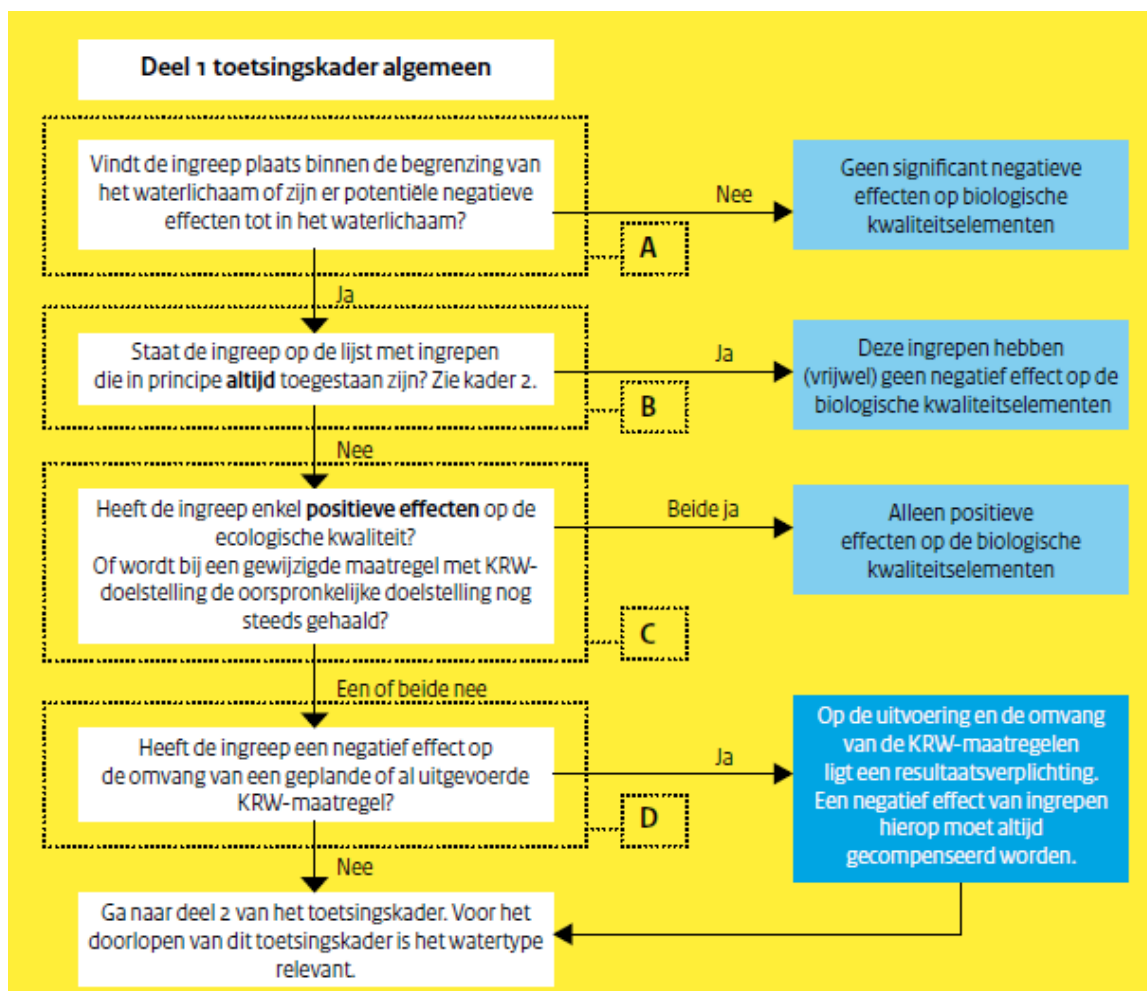 Deel 1 toetsingskader algemeen
Vindt de ingreep plaats binnen de begrenzing van
het waterlichaam of zijn er potentiële negatieve
effecten tot in het waterlichaam?
Nee
Geen significant negatieve
effecten op biologische
kwaliteitselementen
A
Ja
Staat de ingreep op de lijst met ingrepen
die in principe altijd toegestaan zijn? Zie kader 2.
Ja
Deze ingrepen hebben
(vrijwel) geen negatief effect op de
biologische kwaliteitselementen
B
Nee
Heeft de ingreep enkel positieve effecten op de
ecologische kwaliteit?
Of wordt bij een gewijzigde maatregel met KRW-
doelstelling de oorspronkelijke doelstelling nog
steeds gehaald?
Beide ja
Alleen positieve
effecten op de biologische
kwaliteitselementen
C
Een of beide nee
Heeft de ingreep een negatief effect op
de omvang van een geplande of al uitgevoerde
KRW-maatregel?
Ja
Op de uitvoering en de omvang
van de KRW-maatregelen
ligt een resultaatsverplichting.
Een negatief effect van ingrepen
hierop moet altijd
gecompenseerd worden.
D
Nee
Ga naar deel 2 van het toetsingskader. Voor het
doorlopen van dit toetsingskader is het watertype
relevant.